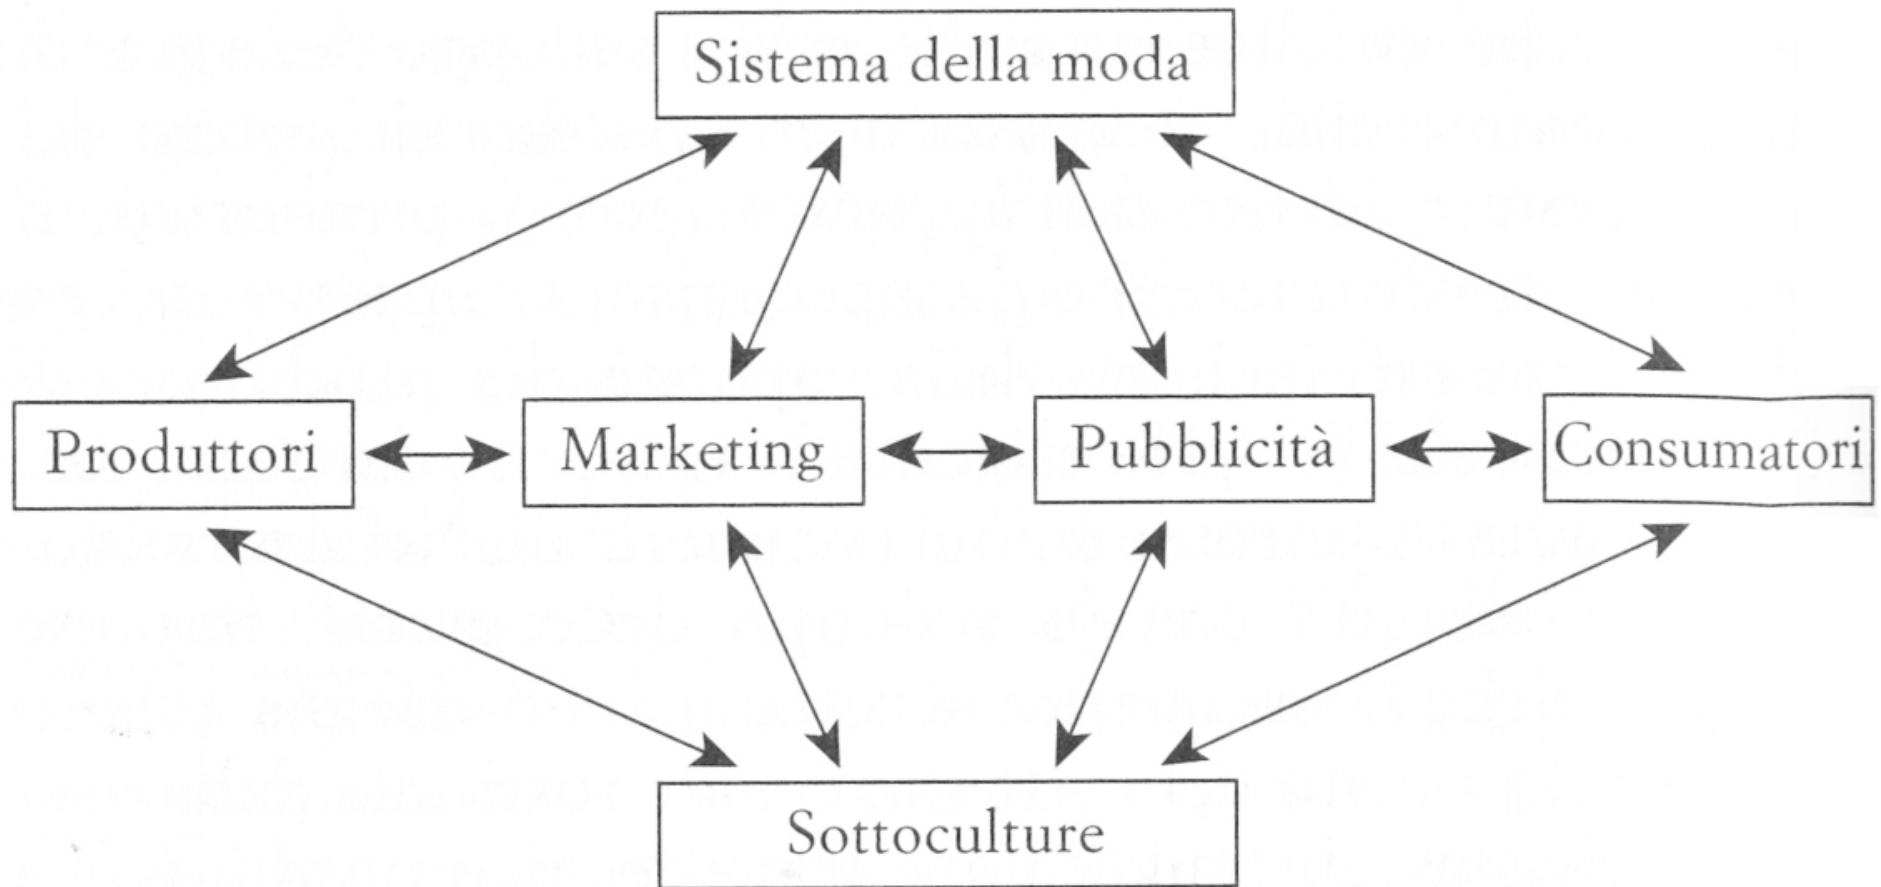 Sistema della moda
Produttori
Marketing
Pubblicità
Consumatori
Sottoculture